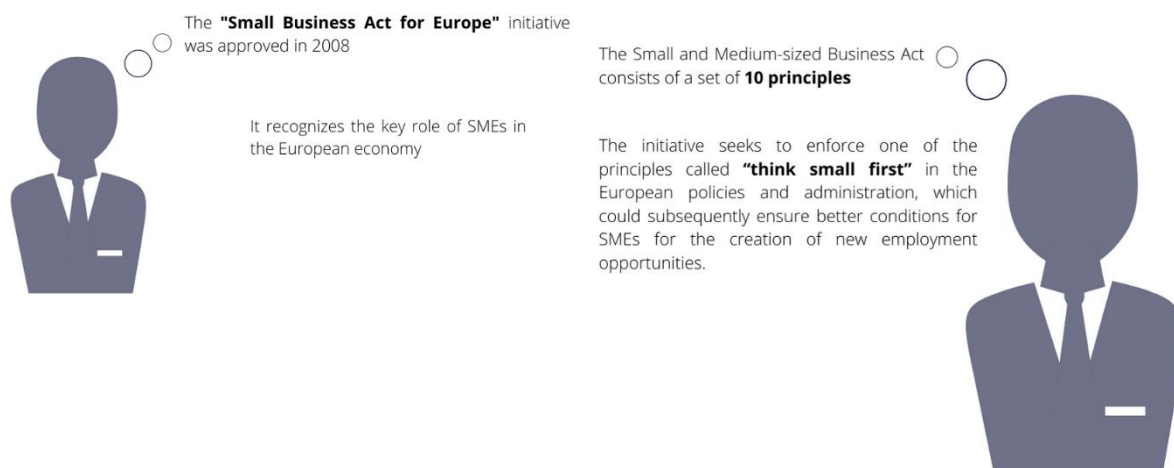 The "Small Business Act for Europe" initiative
was approved in 2008
It recognizes the key role of SMEs in
the European economy
The Small and Medium-sized Business Act
consists of a set of 10 principles
The initiative seeks to enforce one of the
principles called “think small first” in the
European policies and administration, which
could subsequently ensure better conditions for
SMEs for the creation of new employment
opportunities.